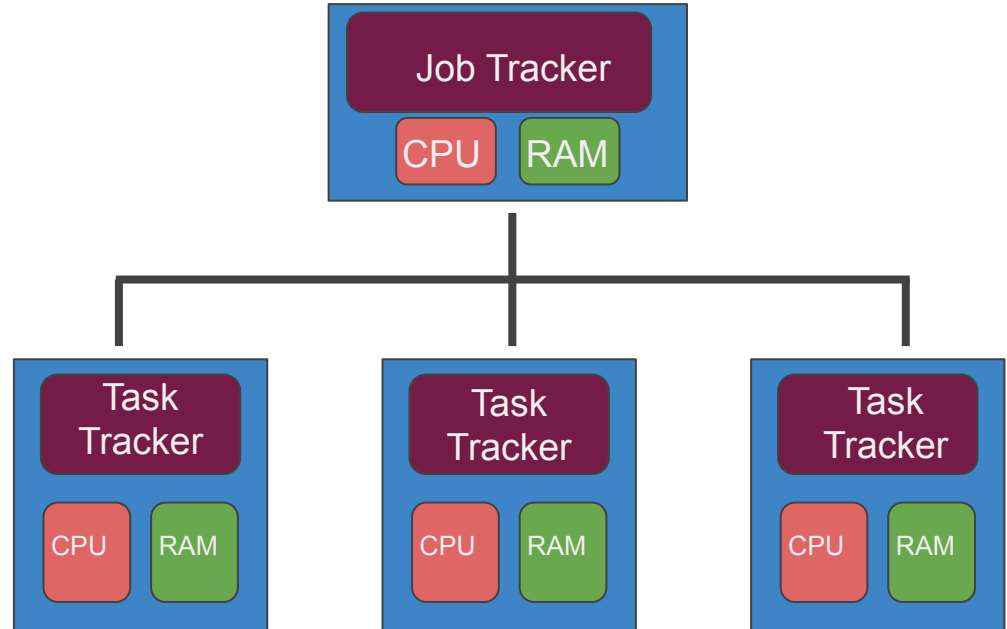 Job Tracker
CPU
RAM
Task
Tracker
CPU
RAM
Task
Tracker
CPU
RAM
Task
Tracker
CPU
RAM